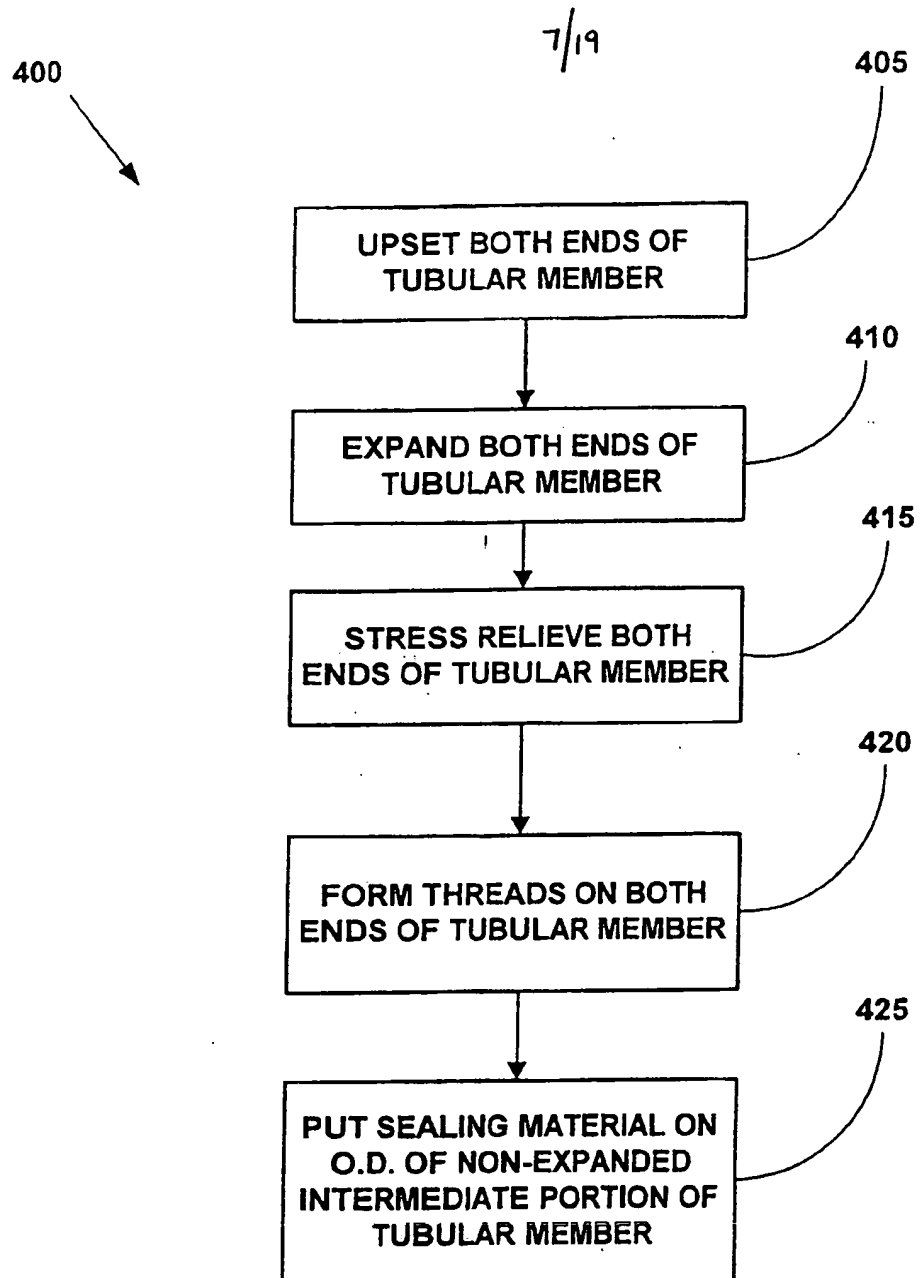 7/19
400
405
UPSET BOTH ENDS OF
TUBULAR MEMBER
410
EXPAND BOTH ENDS OF
TUBULAR MEMBER
415
STRESS RELIEVE BOTH
ENDS OF TUBULAR MEMBER
420
FORM THREADS ON BOTH
ENDS OF TUBULAR MEMBER
425
PUT SEALING MATERIAL ON
O.D. OF NON-EXPANDED
INTERMEDIATE PORTION OF
TUBULAR MEMBER